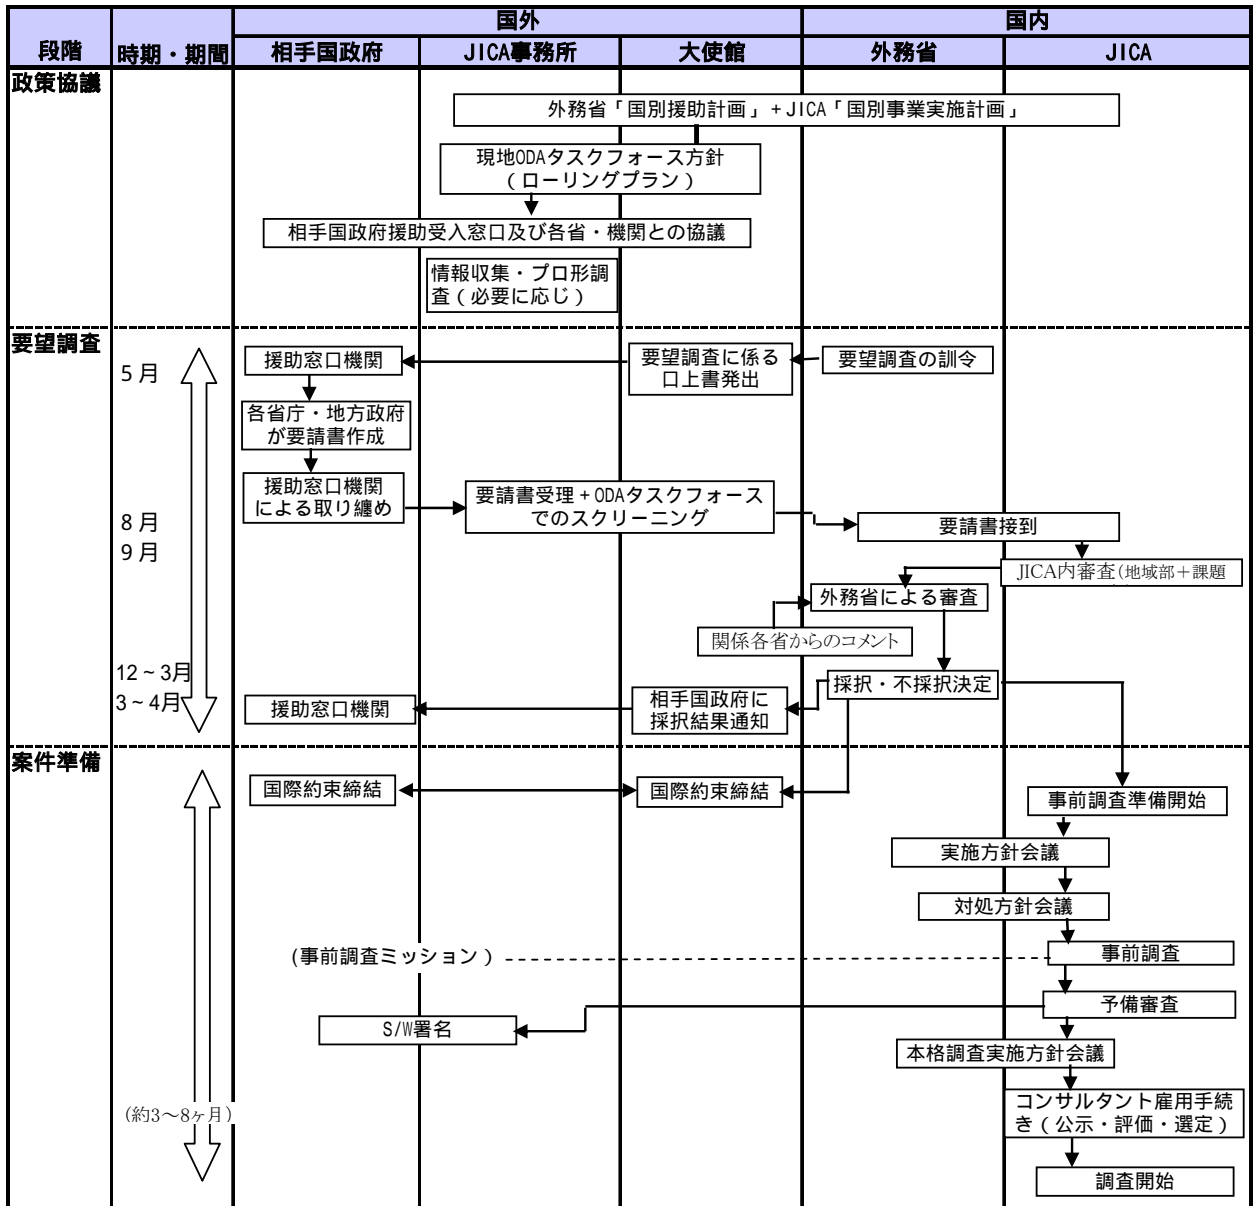 国外
国内
段階
時期・期間
相手国政府
JICA事務所
大使館
外務省
JICA
政策協議
外務省「国別援助計画」+JICA「国別事業実施計画」
現地ODAタスクフォース方針
(ローリングプラン)
相手国政府援助受入窓口及び各省・機関との協議
情報収集・プロ形調
査(必要に応じ)
要望調査
5月
援助窓口機関
要望調査に係る
口上書発出
要望調査の訓令
各省庁・地方政府
が要請書作成
援助窓口機関
による取り纏め
要請書受理+ODAタスクフォース
でのスクリーニング
8月
要請書接到
9月
JICA内審査(地域部+課題
外務省による審査
関係各省からのコメント
12~3月
採択・不採択決定
3~4月
援助窓口機関
相手国政府に
採択結果通知
案件準備
国際約束締結
国際約束締結
事前調査準備開始
実施方針会議
対処方針会議
(事前調査ミッション)
事前調査
予備審査
S/W署名
本格調査実施方針会議
(約3～8ヶ月)
コンサルタント雇用手続
き(公示・評価・選定)
調査開始